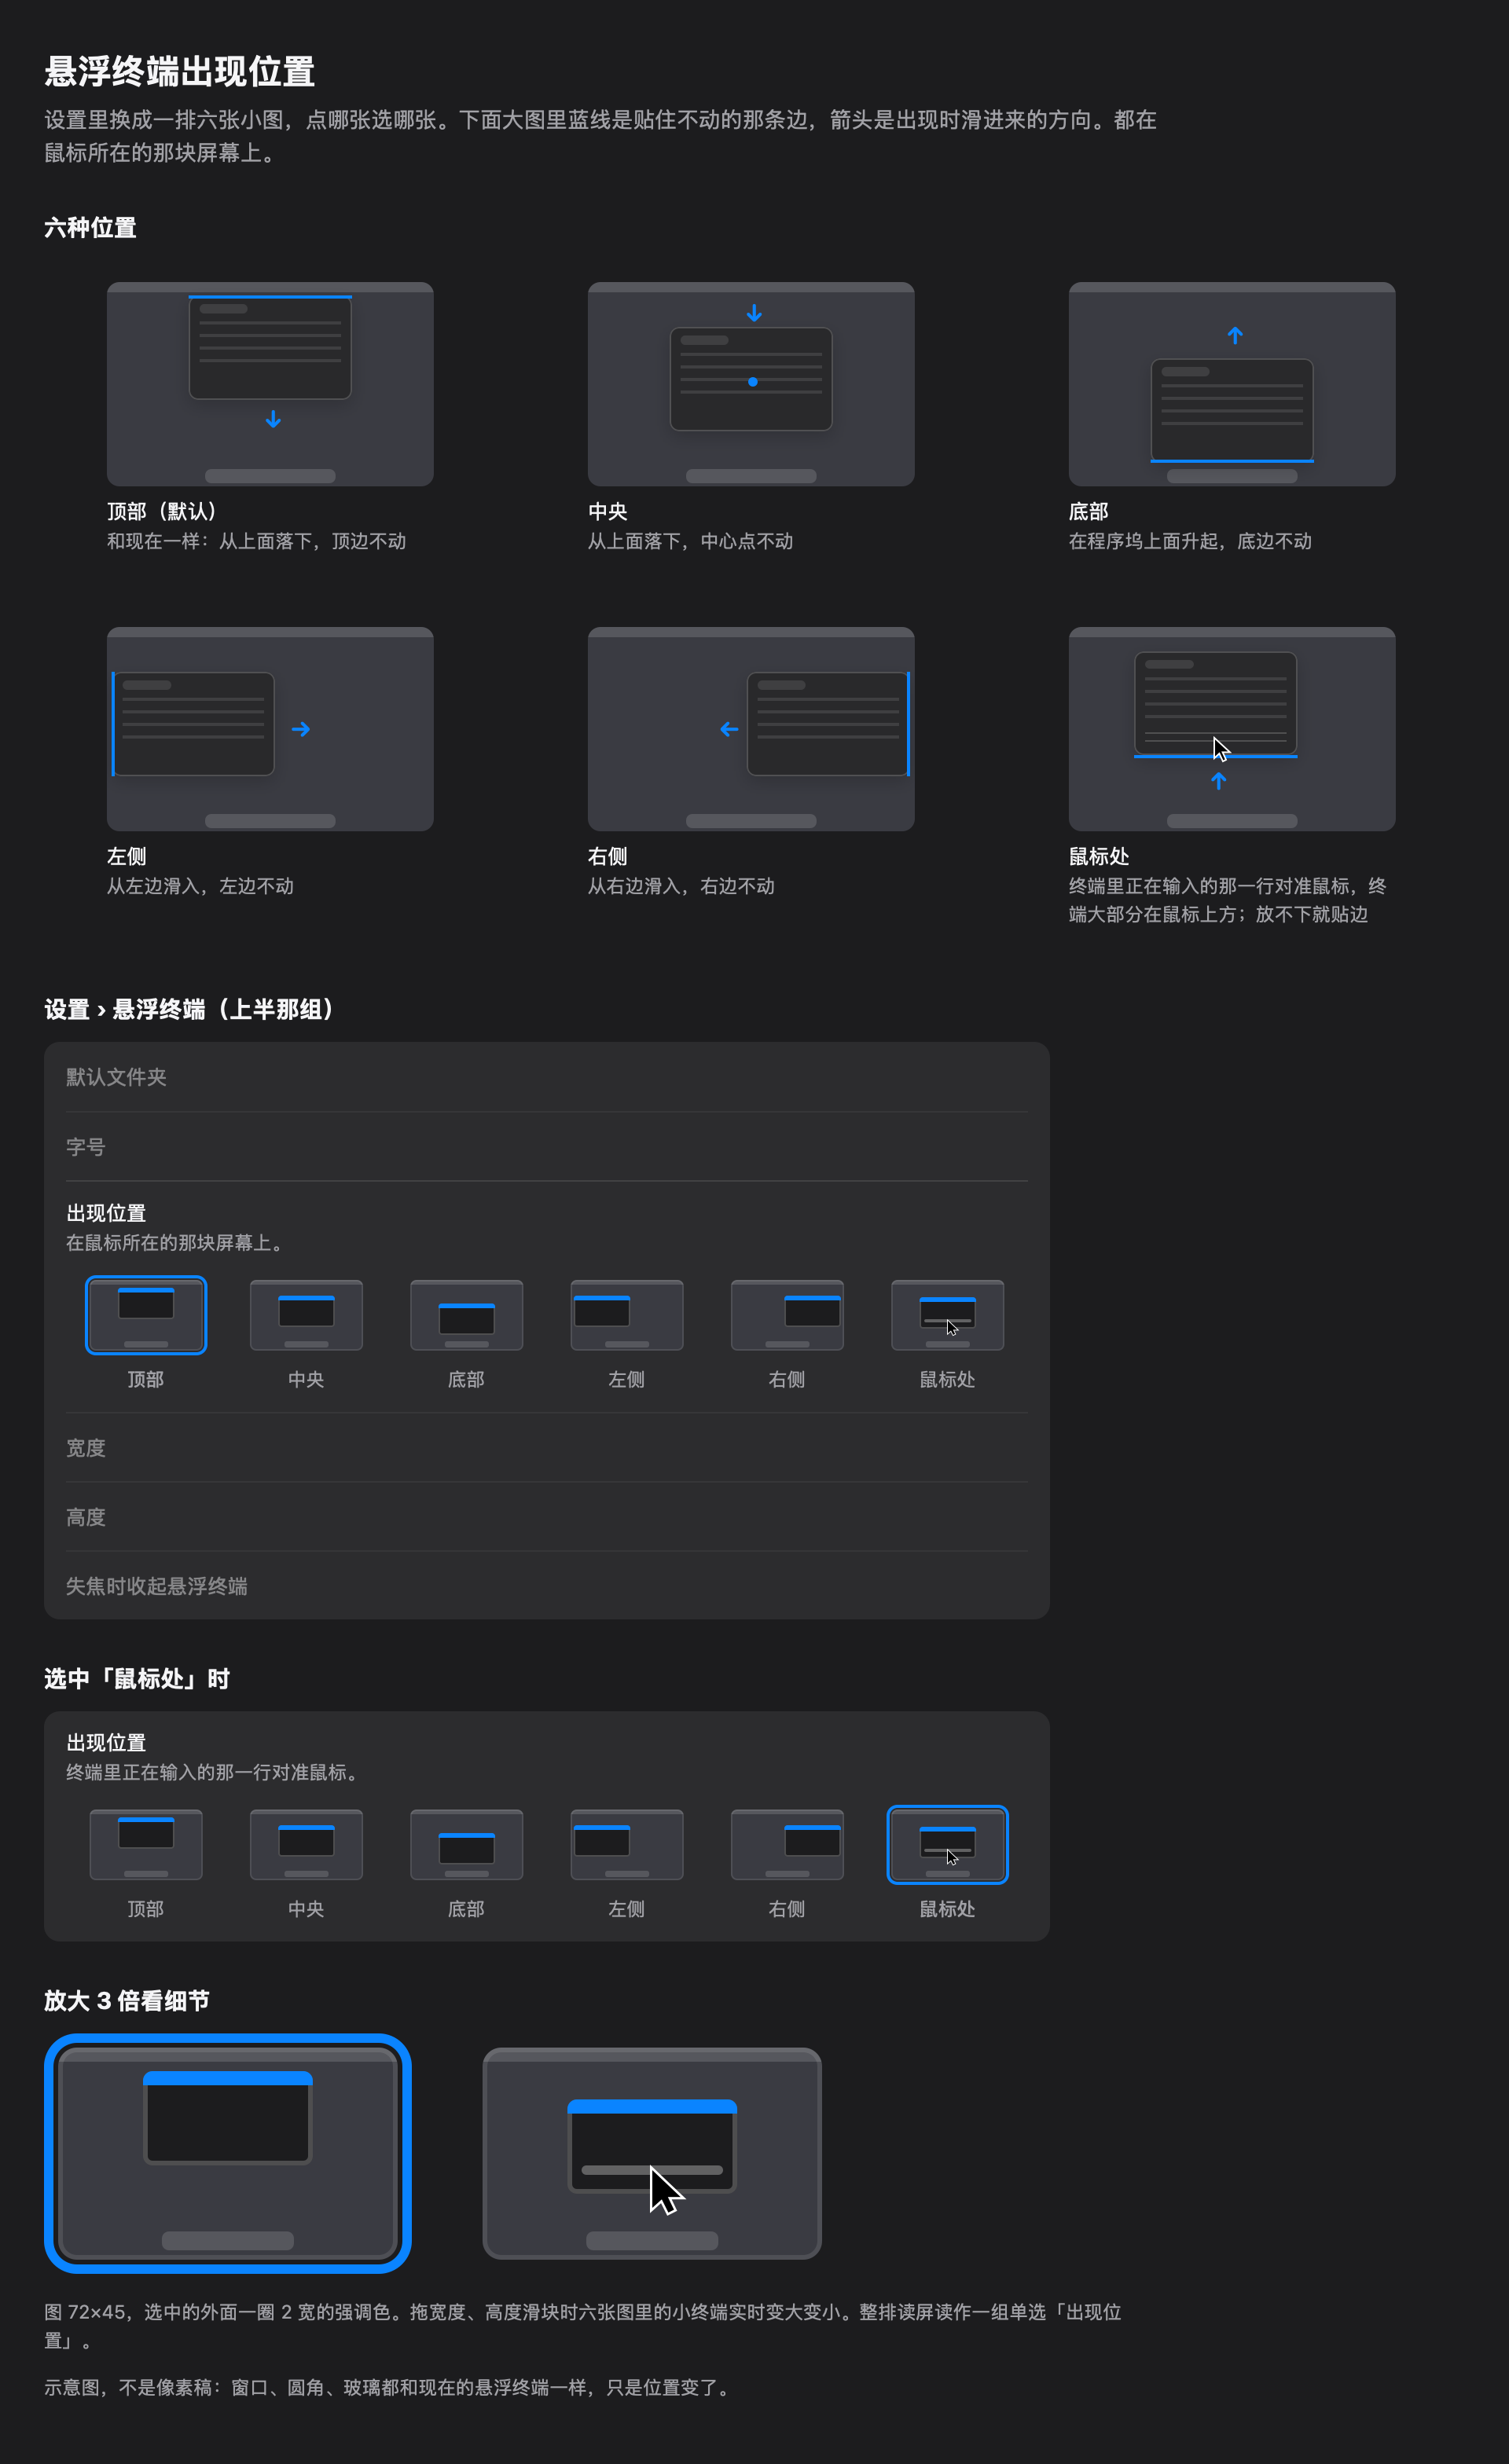 悬浮终端出现位置
设置里换成一排六张小图，点哪张选哪张。下面大图里蓝线是贴住不动的那条边，箭头是出现时滑进来的方向。都在
鼠标所在的那块屏幕上。
六种位置
顶部（默认）
和现在一样：从上面落下，顶边不动
中央
从上面落下，中心点不动
底部
在程序坞上面升起，底边不动
左侧
从左边滑入，左边不动
右侧
从右边滑入，右边不动
鼠标处
终端里正在输入的那一行对准鼠标，终
端大部分在鼠标上方；放不下就贴边
设置 › 悬浮终端（上半那组）
默认文件夹
字号
出现位置
在鼠标所在的那块屏幕上。
顶部 中央 底部 左侧 右侧 鼠标处
宽度
高度
失焦时收起悬浮终端
选中「鼠标处」时
出现位置
终端里正在输入的那一行对准鼠标。
顶部 中央 底部 左侧 右侧 鼠标处
放大 3 倍看细节
图 72×45，选中的外面一圈 2 宽的强调色。拖宽度、高度滑块时六张图里的小终端实时变大变小。整排读屏读作一组单选「出现位
置」。
示意图，不是像素稿：窗口、圆角、玻璃都和现在的悬浮终端一样，只是位置变了。